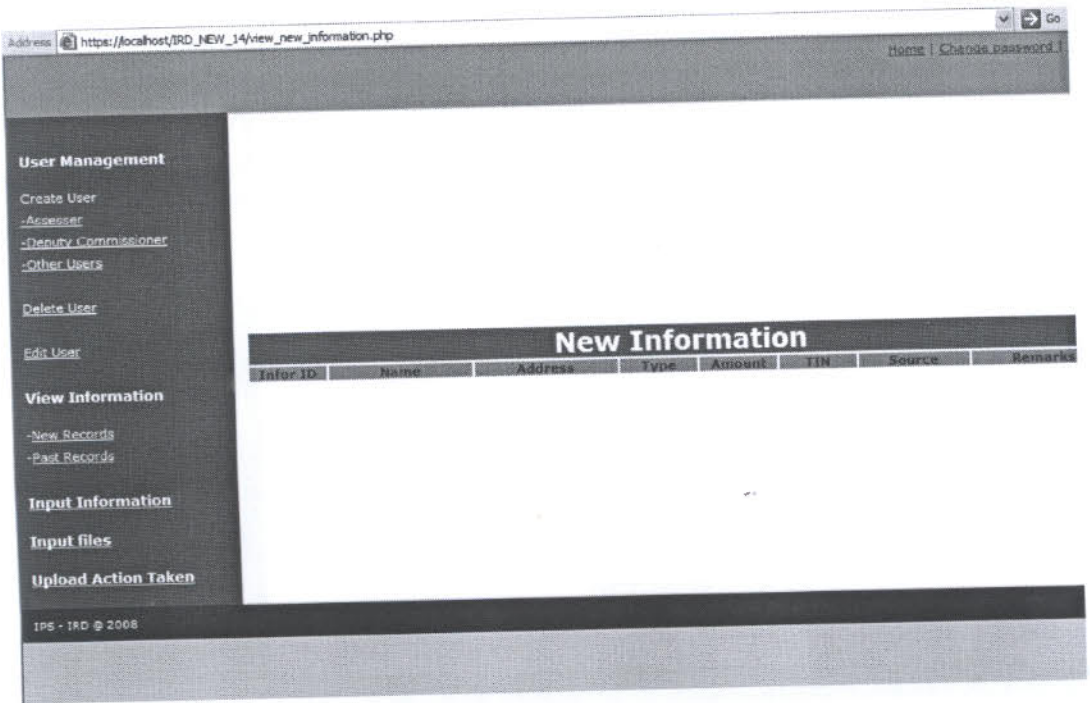 Address https://localhost/IRD_NEW_14/view_new_information.php Go
Home | Change password |
User Management
Create User
-Assesser
-Deputy Commissioner
-Other Users
Delete User
Edit User
View Information
-New Records
-Past Records
Input Information
Input files
Upload Action Taken
New Information
Infor ID Name Address Type Amount TIN Source Remarks
IPS - IRD @ 2008